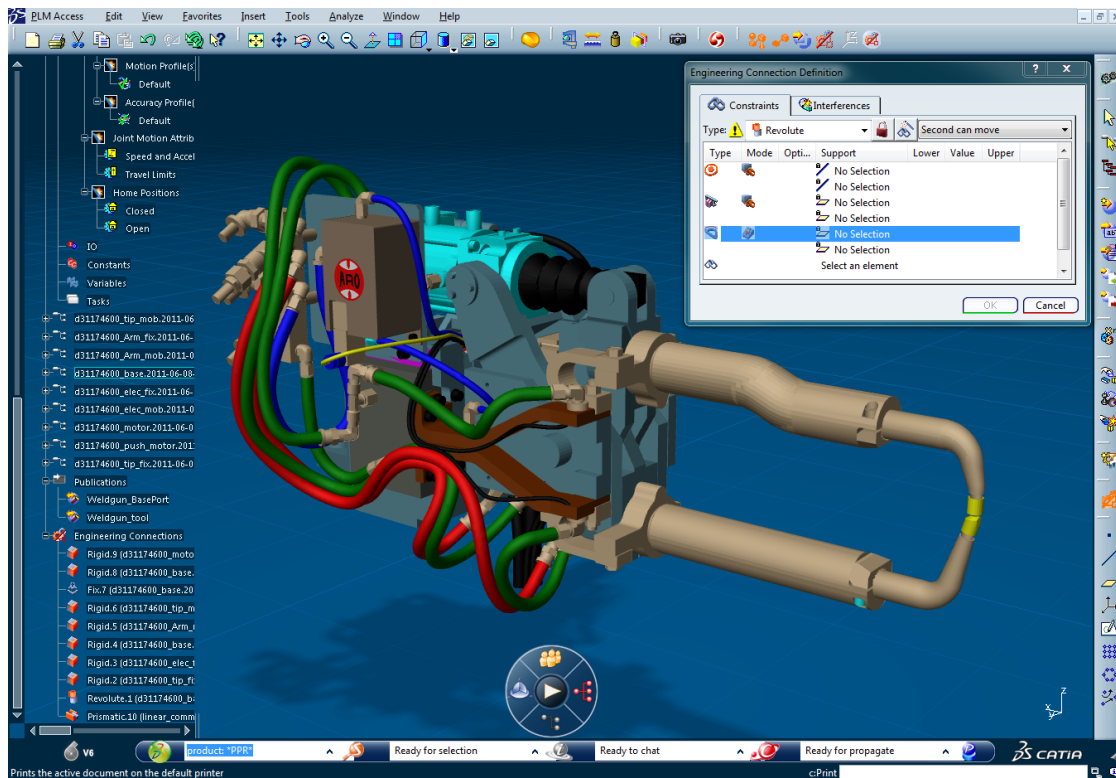 PLM Access Edit View Favorites Insert Tools Analyze Window Help
Motion Profile(s
Default
Accuracy Profile(
Default
Joint Motion Attrib
Speed and Accel
Travel Limits
Home Positions
Closed
Open
IO
Constants
Variables
Tasks
d31174600_tip_mob.2011-06
d31174600_Arm_fix.2011-06-
d31174600_Arm_mob.2011-0
d31174600_base.2011-06-08-
d31174600_elec_fix.2011-06-
d31174600_elec_mob.2011-0
d31174600_motor.2011-06-0
d31174600_push_motor.201
d31174600_tip_fix.2011-06-0
Publications
Weldgun_BasePort
Weldgun_tool
Engineering Connections
Rigid.9 (d31174600_moto
Rigid.8 (d31174600_base.
Fix.7 (d31174600_base.20
Rigid.6 (d31174600_tip_m
Rigid.5 (d31174600_Arm_
Rigid.4 (d31174600_base.
Rigid.3 (d31174600_elec_
Rigid.2 (d31174600_tip_fi
Revolute.1 (d31174600_b
Prismatic.10 (linear_comm
ARO
Engineering Connection Definition
? X
Constraints Interferences
Type: Revolute Second can move
Type Mode Opti... Support Lower Value Upper
No Selection
No Selection
No Selection
No Selection
No Selection
No Selection
Select an element
OK Cancel
z
x
y
V6 product: *PPR* Ready for selection Ready to chat Ready for propagate CATIA
Prints the active document on the default printer c:Print